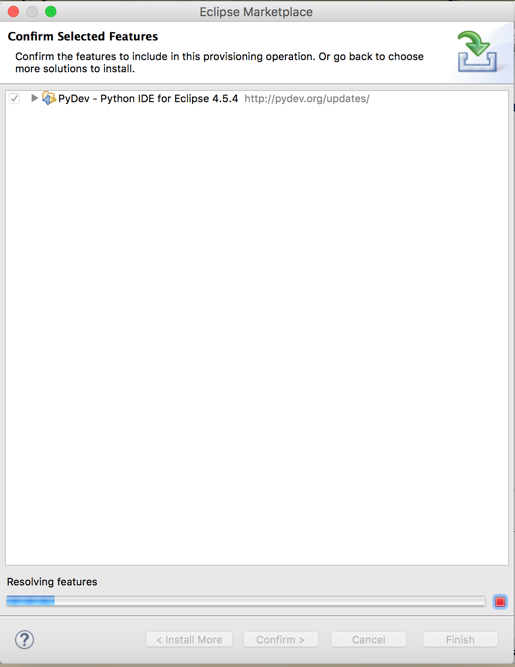 Eclipse Marketplace
Confirm Selected Features
Confirm the features to include in this provisioning operation. Or go back to choose
more solutions to install.
PyDev - Python IDE for Eclipse 4.5.4 http://pydev.org/updates/
Resolving features
?
< Install More
Confirm >
Cancel
Finish